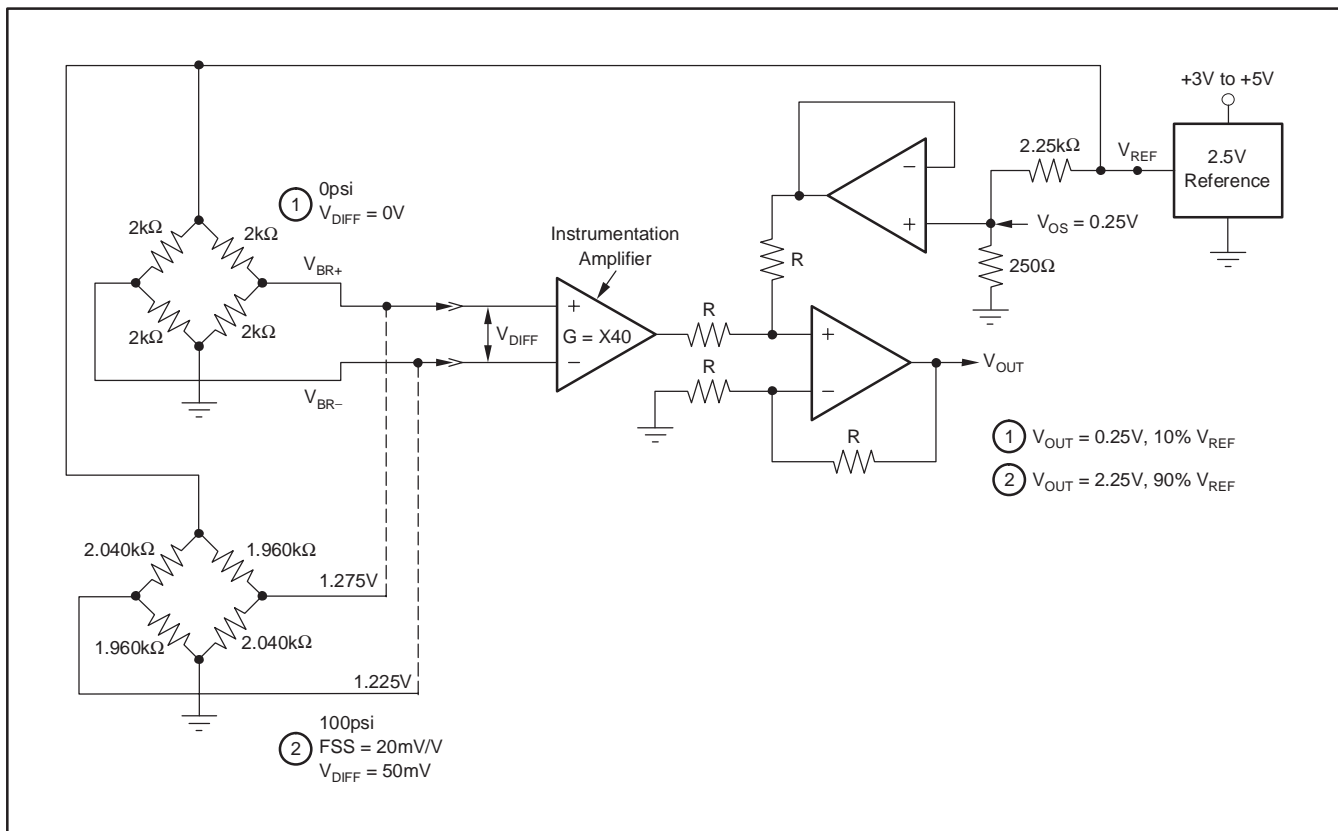 +3V to +5V
2.5V
Reference
V_REF
2.25kΩ
V_OS = 0.25V
250Ω
−
+
R
① 0psi
V_DIFF = 0V
2kΩ
2kΩ
2kΩ
2kΩ
V_BR+
V_BR−
Instrumentation
Amplifier
+
G = X40
−
V_DIFF
R
R
+
−
R
V_OUT
① V_OUT = 0.25V, 10% V_REF
② V_OUT = 2.25V, 90% V_REF
2.040kΩ
1.960kΩ
1.960kΩ
2.040kΩ
1.275V
1.225V
② 100psi
FSS = 20mV/V
V_DIFF = 50mV